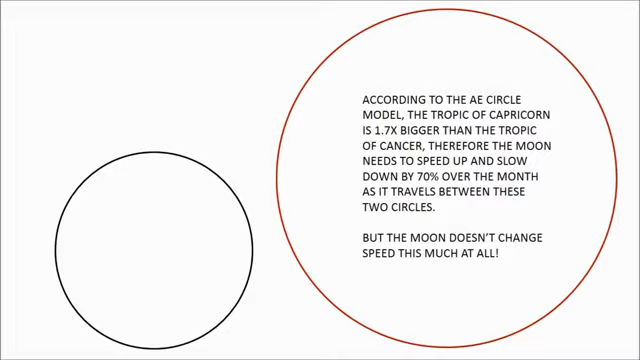 ACCORDING TO THE AE CIRCLE
MODEL, THE TROPIC OF CAPRICORN
IS 1.7X BIGGER THAN THE TROPIC
OF CANCER, THEREFORE THE MOON
NEEDS TO SPEED UP AND SLOW
DOWN BY 70% OVER THE MONTH
AS IT TRAVELS BETWEEN THESE
TWO CIRCLES.
BUT THE MOON DOESN'T CHANGE
SPEED THIS MUCH AT ALL!